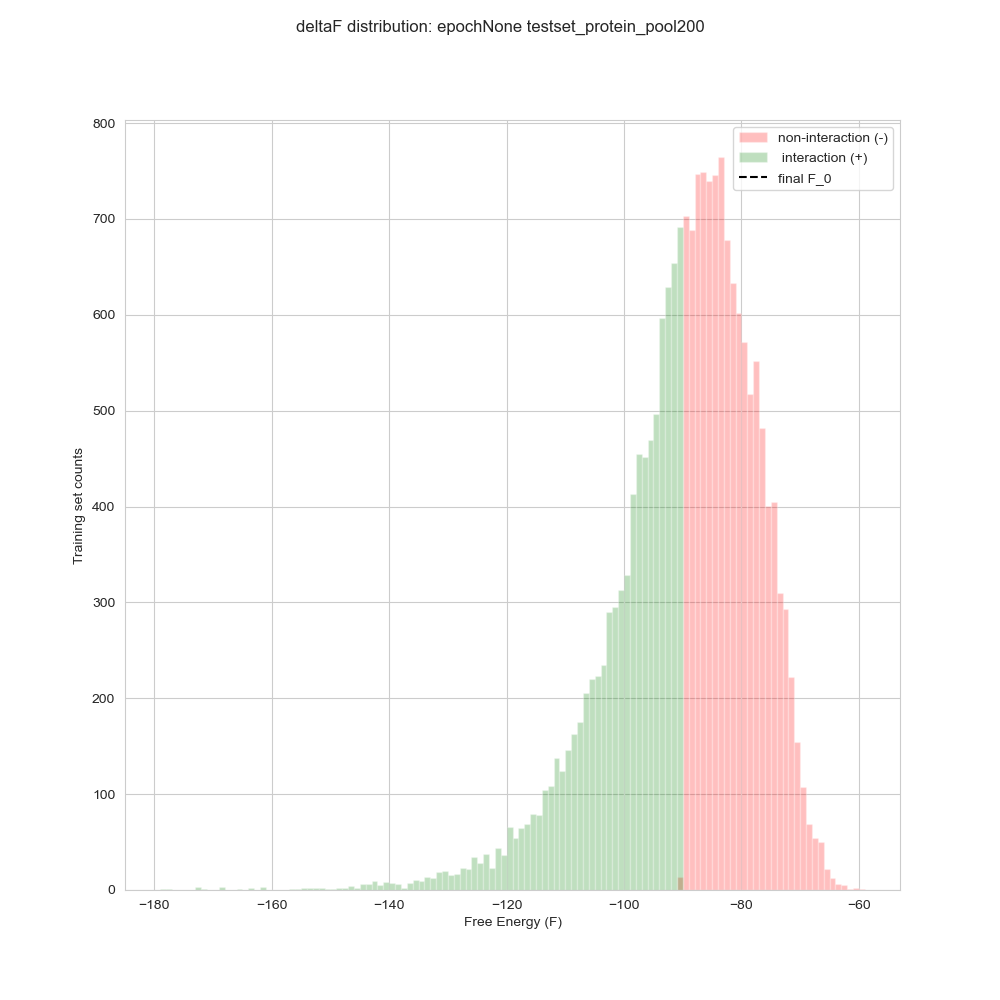 deltaF distribution: epochNone testset_protein_pool200
800
700
600
500
400
300
200
100
0
Training set counts
non-interaction (-)
interaction (+)
final F_0
−180
−160
−140
−120
−100
−80
−60
Free Energy (F)